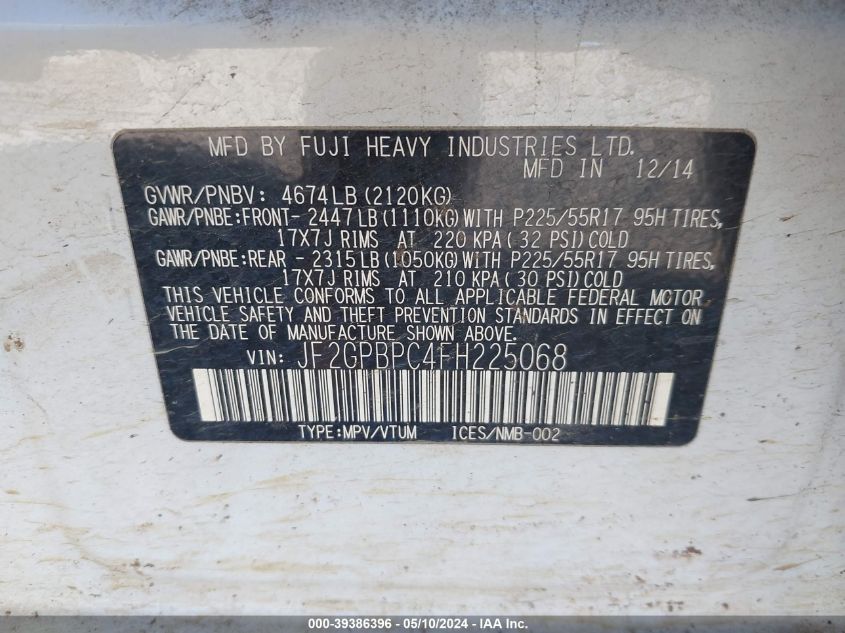 MFD BY FUJI HEAVY INDUSTRIES LTD.
MFD IN 12/14
GVWR/PNBV: 4674LB (2120KG)
GAWR/PNBE:FRONT- 2447LB (1110KG) WITH P225/55R17 95H TIRES,
17X7J RIMS AT 220 KPA( 32 PSI)COLD
GAWR/PNBE:REAR - 2315LB (1050KG) WITH P225/55R17 95H TIRES,
17X7J RIMS AT 210 KPA( 30 PSI)COLD
THIS VEHICLE CONFORMS TO ALL APPLICABLE FEDERAL MOTOR
VEHICLE SAFETY AND THEFT PREVENTION STANDARDS IN EFFECT ON
THE DATE OF MANUFACTURE SHOWN ABOVE.
VIN: JF2GPBPC4FH225068
TYPE:MPV/VTUM ICES/NMB-002
000-39386396 - 05/10/2024 - IAA Inc.